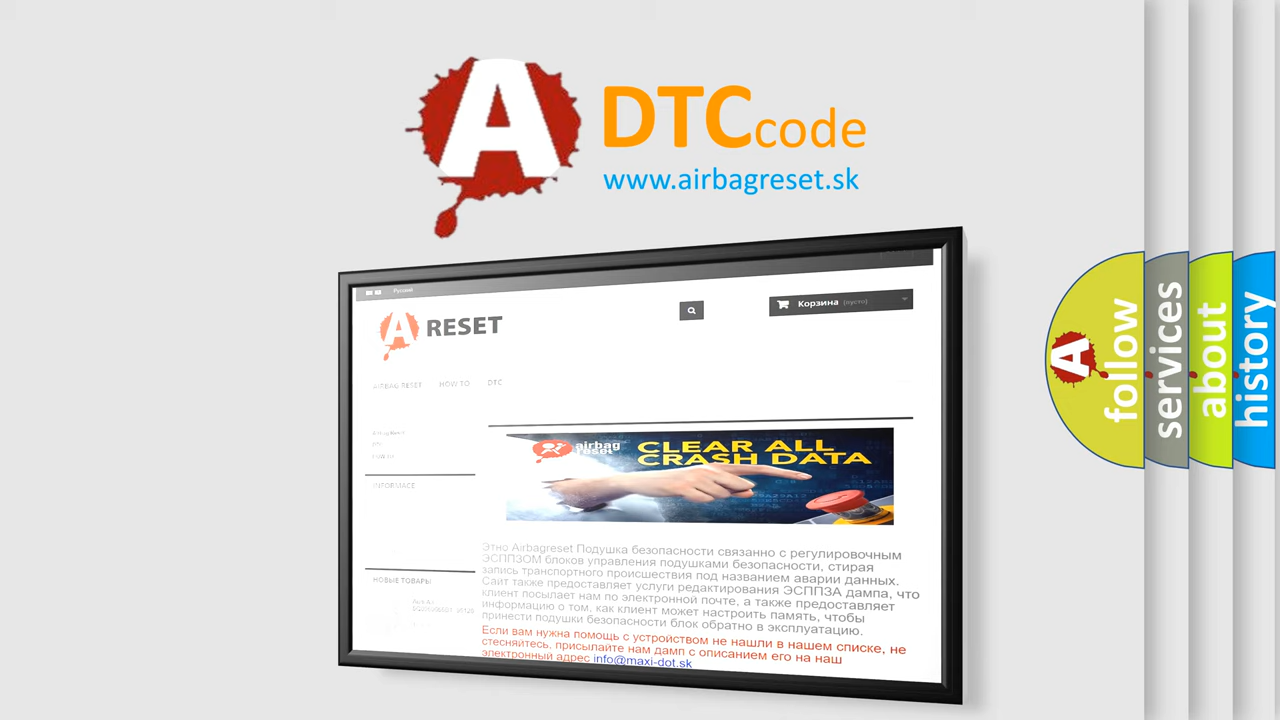 A
DTCcode
www.airbagreset.sk
Русский
A RESET
Корзина (пусто)
AIRBAG RESET HOW TO DTC
INFORMACE
airbag
reset
CLEAR ALL
CRASH DATA
Этно Airbagreset Подушка безопасности связанно с регулировочным
ЭСППЗОМ блоков управления подушками безопасности, стирая
запись транспортного происшествия под названием аварии данных.
Сайт также предоставляет услуги редактирования ЭСППЗА дампа, что
клиент посылает нам по электронной почте, а также предоставляет
информацию о том, как клиент может настроить память, чтобы
принести подушки безопасности блок обратно в эксплуатацию.
Если вам нужна помощь с устройством не нашли в нашем списке, не
стесняйтесь, присылайте нам дамп с описанием его на наш
электронный адрес info@maxi-dot.sk
НОВЫЕ ТОВАРЫ
A
follow
services
about
history